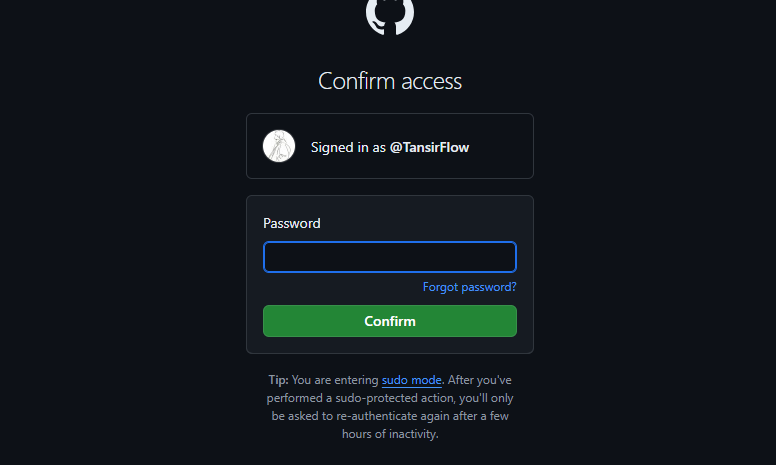 Confirm access
Signed in as @TansirFlow
Password
Forgot password?
Confirm
Tip: You are entering sudo mode. After you've
performed a sudo-protected action, you'll only
be asked to re-authenticate again after a few
hours of inactivity.